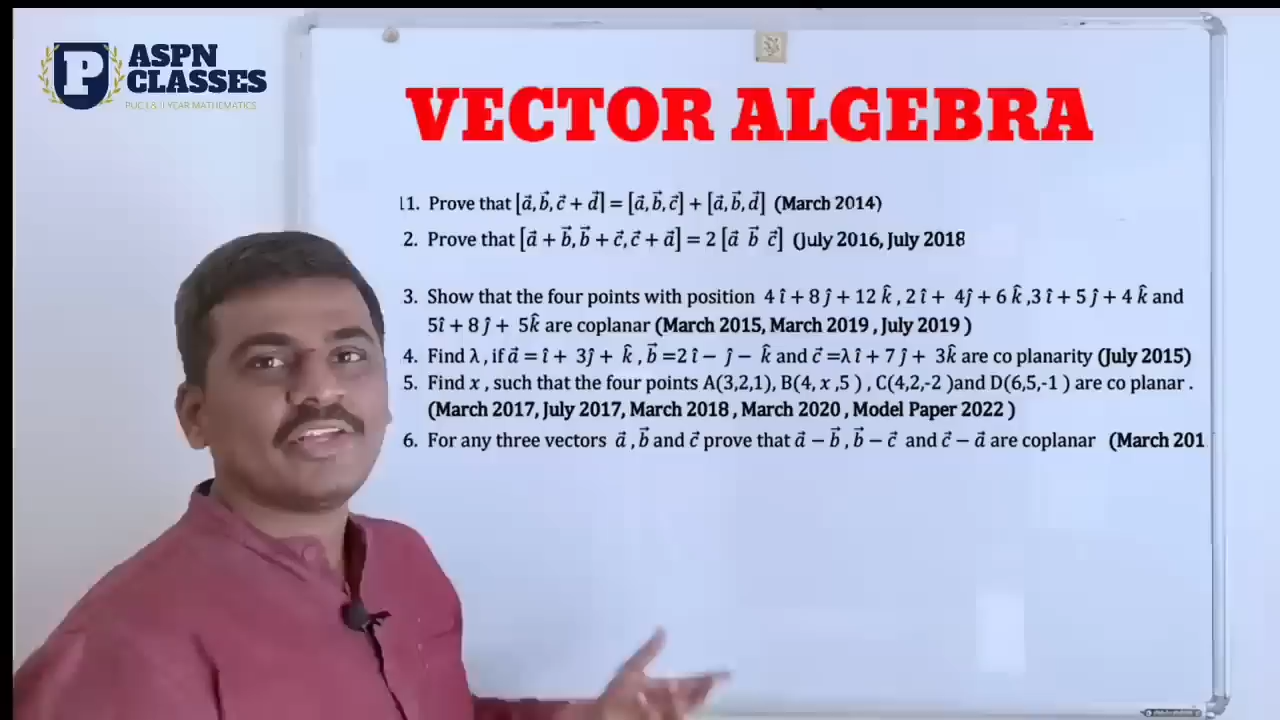 P
ASPN
CLASSES
PUC I & II YEAR MATHEMATICS
VECTOR ALGEBRA
11. Prove that [a⃗, b⃗, c⃗ + d⃗] = [a⃗, b⃗, c⃗] + [a⃗, b⃗, d⃗] (March 2014)
2. Prove that [a⃗ + b⃗, b⃗ + c⃗, c⃗ + a⃗] = 2 [a⃗ b⃗ c⃗] (July 2016, July 2018
3. Show that the four points with position 4 î + 8 ĵ + 12 k̂ , 2 î + 4ĵ + 6 k̂ ,3 î + 5 ĵ + 4 k̂ and
5î + 8 ĵ + 5k̂ are coplanar (March 2015, March 2019 , July 2019 )
4. Find λ , if a⃗ = î + 3ĵ + k̂ , b⃗ =2 î − ĵ − k̂ and c⃗ =λ î + 7 ĵ + 3k̂ are co planarity (July 2015)
5. Find x , such that the four points A(3,2,1), B(4, x ,5 ) , C(4,2,-2 )and D(6,5,-1 ) are co planar .
(March 2017, July 2017, March 2018 , March 2020 , Model Paper 2022 )
6. For any three vectors a⃗ , b⃗ and c⃗ prove that a⃗ − b⃗ , b⃗ − c⃗ and c⃗ − a⃗ are coplanar (March 201